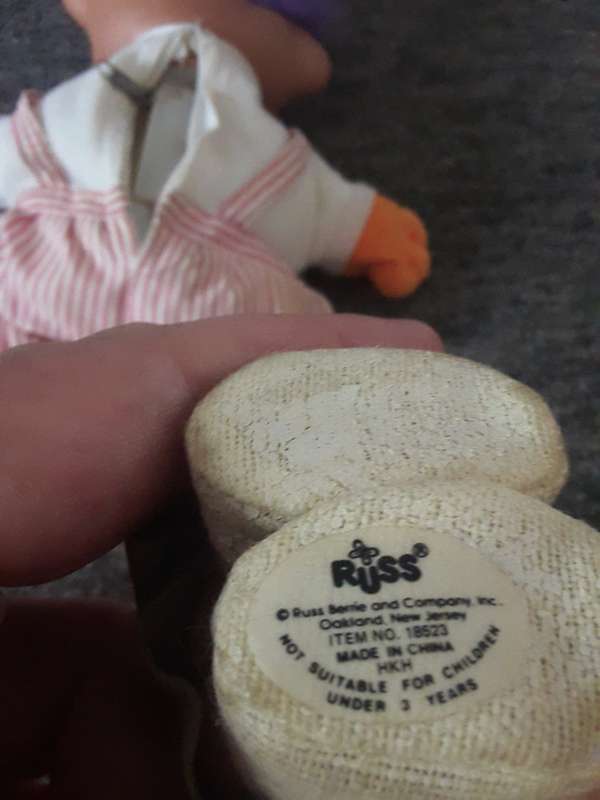 RUSS®
© Russ Berrie and Company, Inc.
Oakland, New Jersey
ITEM NO. 18523
MADE IN CHINA
HKH
NOT SUITABLE FOR CHILDREN
UNDER 3 YEARS